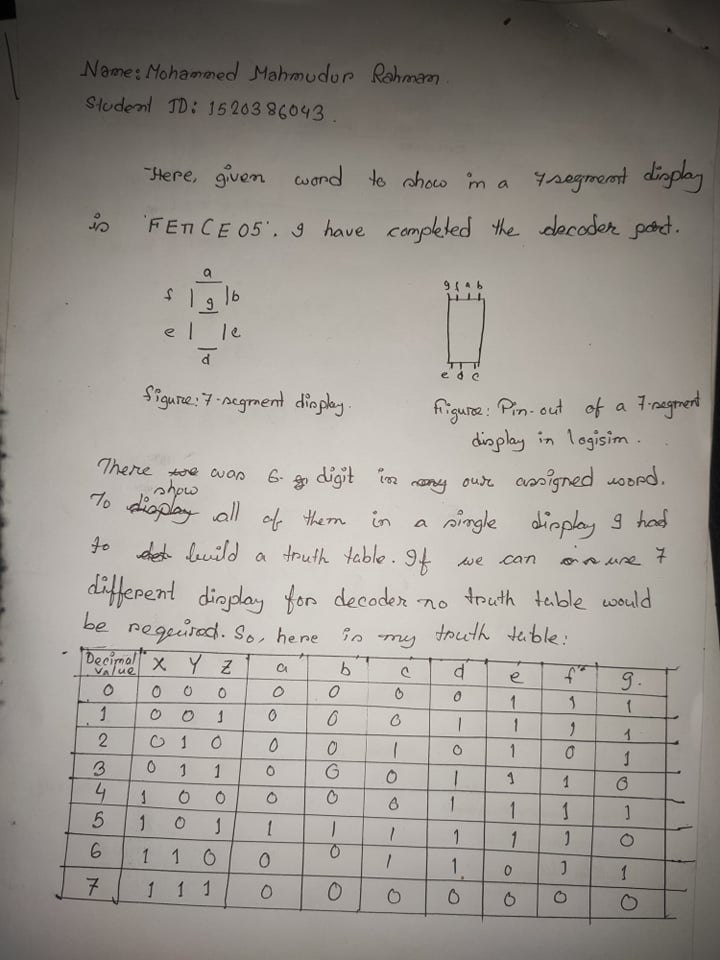 Name: Mohammed Mahmudur Rahman.
Student ID: 1520386043.
Here, given word to show in a 7segment display
is 'FEncE05'. I have completed the decoder part.
a
f g b
e c
d
g f a b
e d c
figure: 7-segment display.
Figure: Pin-out of a 7-segment
display in logisim.
There was 6 digit in our assigned word.
To show all of them in a single display I had
to build a truth table. If we can use 7
different display for decoder no truth table would
be required. So, here is my truth table:
Decimal value X Y Z a b c d e f g.
0 0 0 0 0 0 0 0 1 1 1
1 0 0 1 0 0 0 1 1 1 1
2 0 1 0 0 0 1 0 1 0 1
3 0 1 1 0 0 0 1 1 1 0
4 1 0 0 0 0 0 1 1 1 1
5 1 0 1 1 1 1 1 1 1 0
6 1 1 0 0 0 1 1 0 1 1
7 1 1 1 0 0 0 0 0 0 0